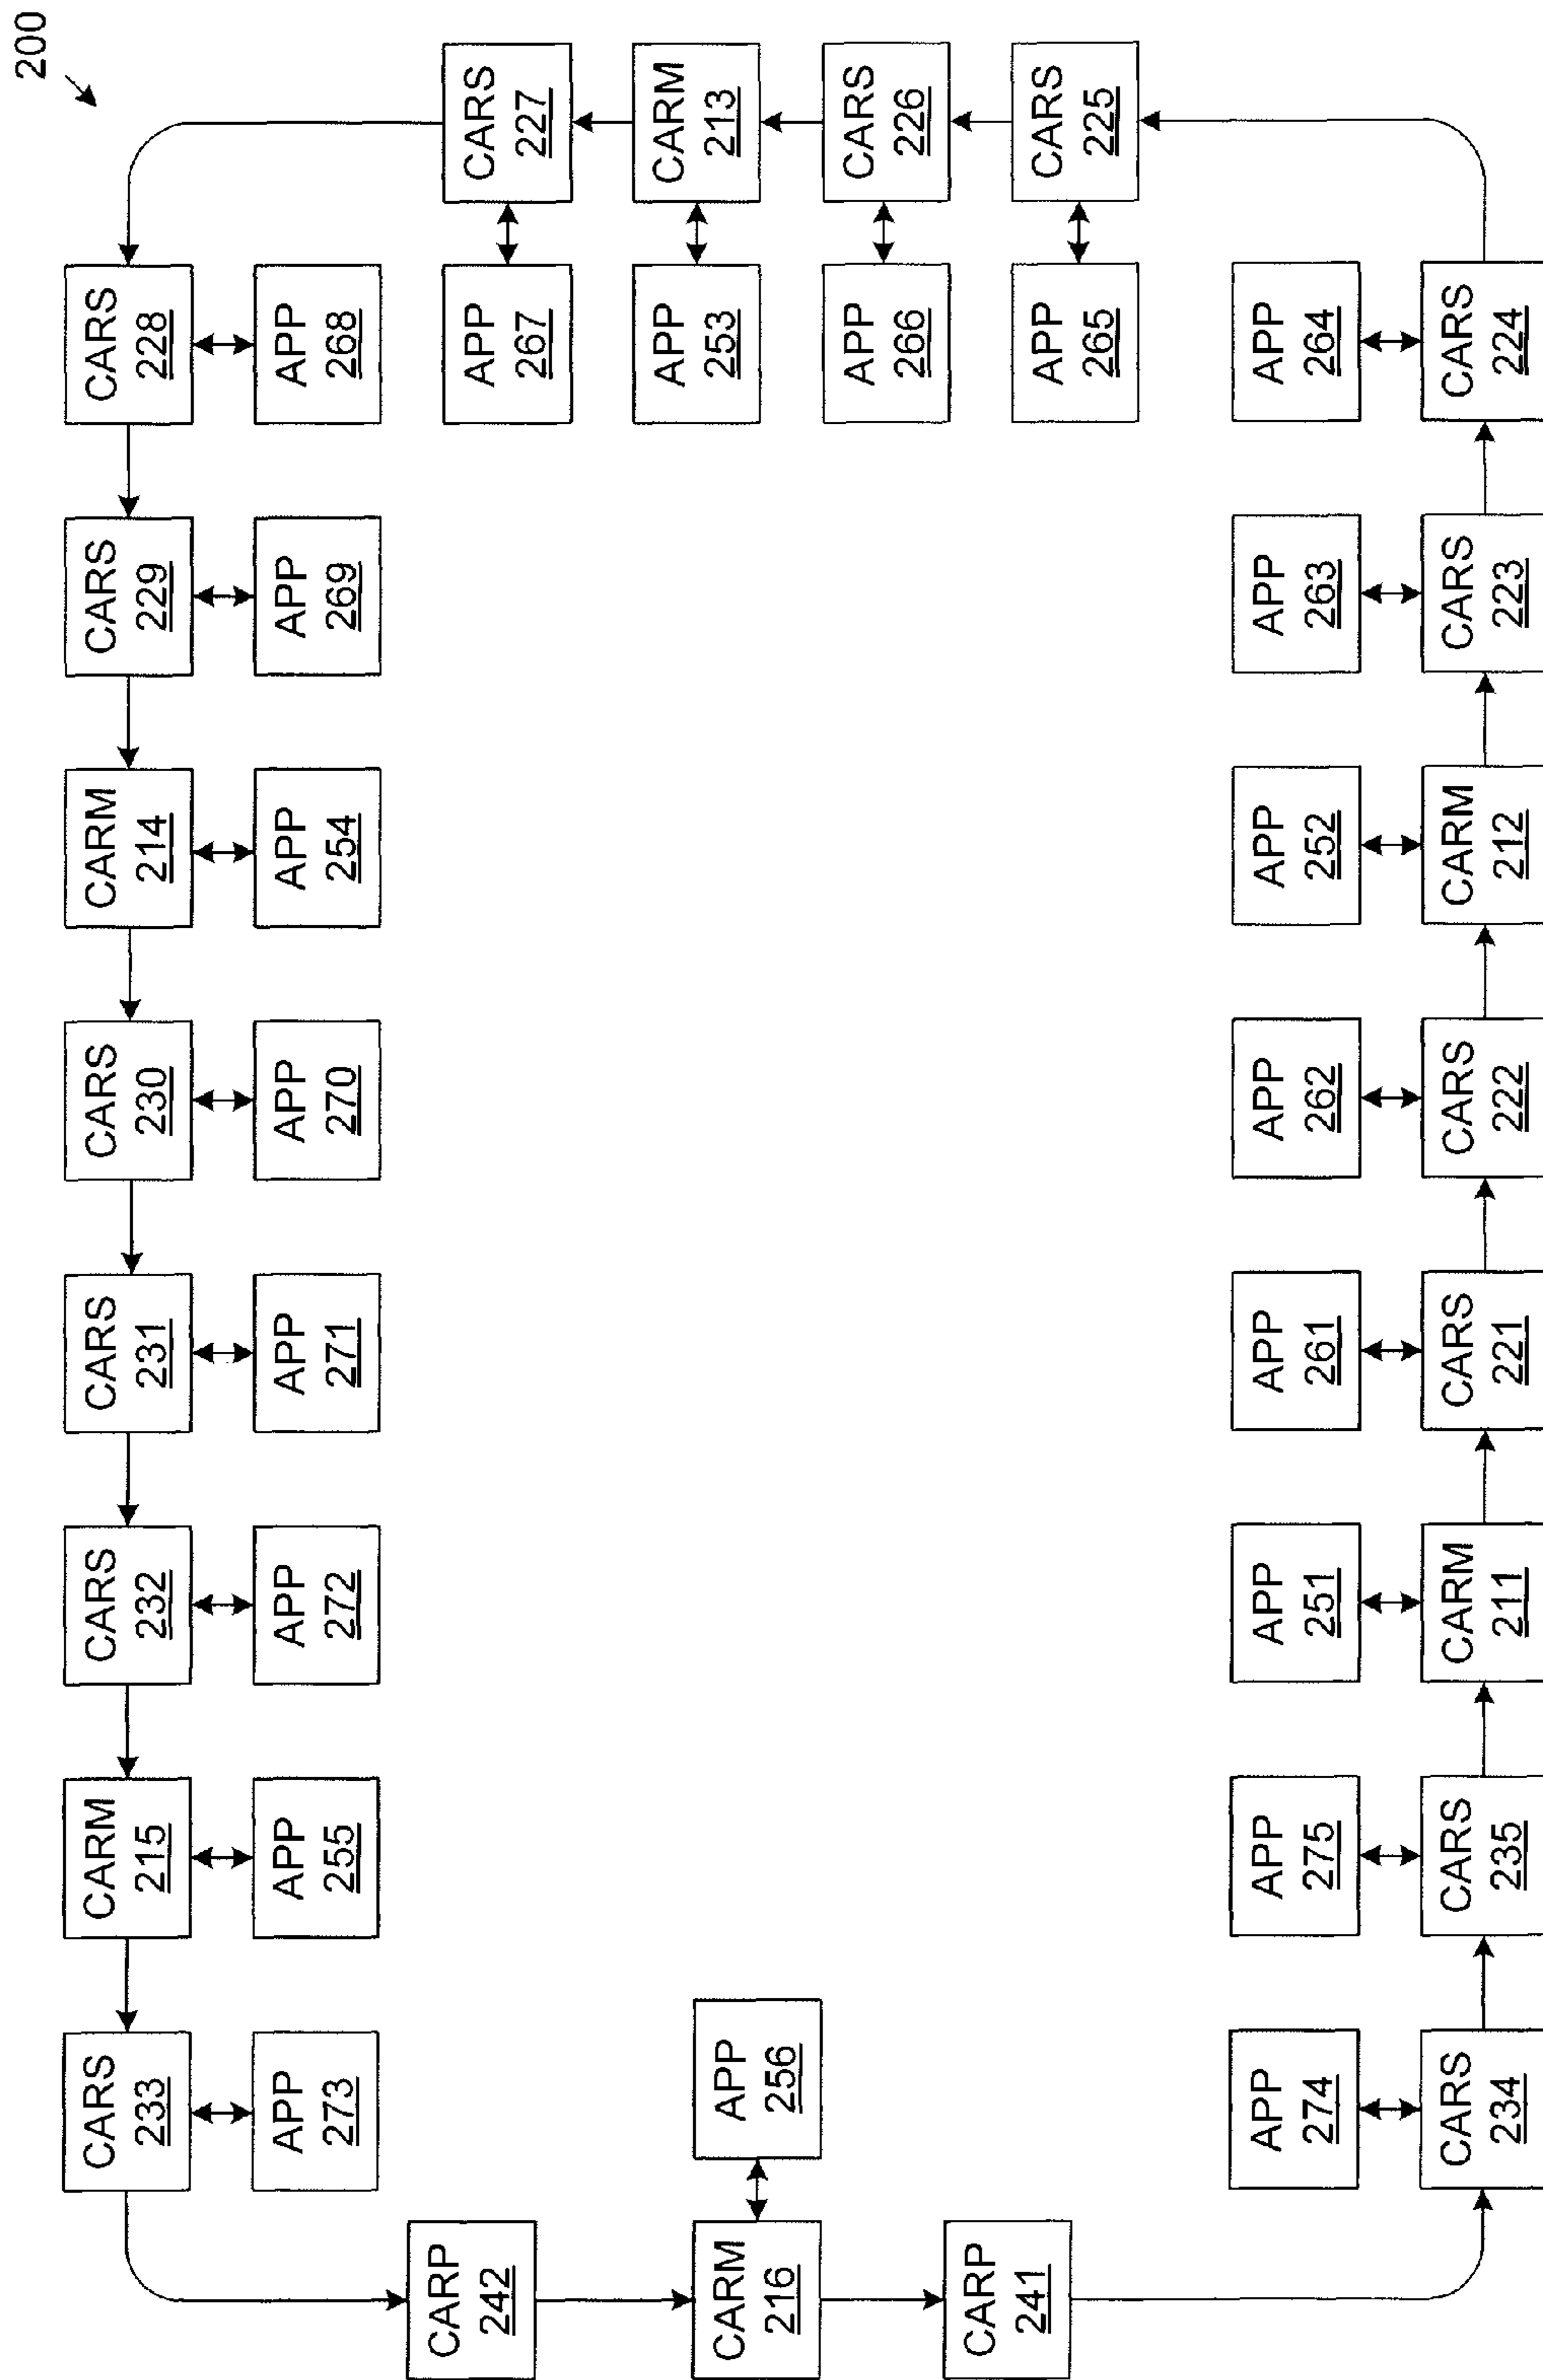 200
CARS
233
CARM
215
CARS
232
CARS
231
CARS
230
CARM
214
CARS
229
CARS
228
APP
273
APP
255
APP
272
APP
271
APP
270
APP
254
APP
269
APP
268
CARP
242
APP
267
CARS
227
APP
253
CARM
213
CARM
216
APP
256
APP
266
CARS
226
CARP
241
APP
265
CARS
225
APP
274
APP
275
APP
251
APP
261
APP
262
APP
252
APP
263
APP
264
CARS
234
CARS
235
CARM
211
CARS
221
CARS
222
CARM
212
CARS
223
CARS
224